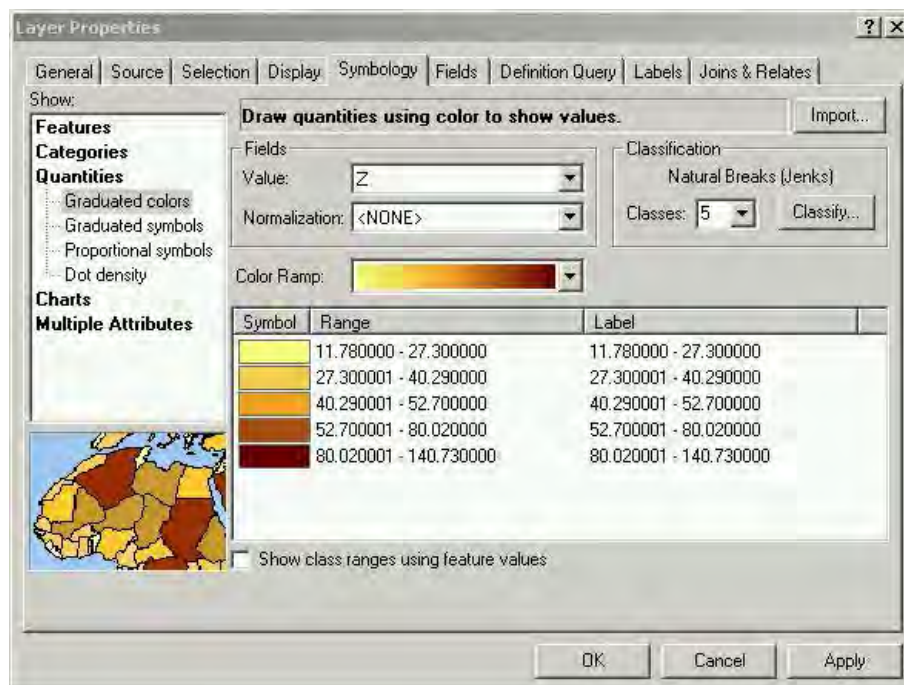 Layer Properties
General Source Selection Display Symbology Fields Definition Query Labels Joins & Relates
Show:
Features
Categories
Quantities
Graduated colors
Graduated symbols
Proportional symbols
Dot density
Charts
Multiple Attributes
Draw quantities using color to show values.
Import...
Fields
Value: Z
Normalization: <NONE>
Classification
Natural Breaks (Jenks)
Classes: 5 Classify...
Color Ramp:
Symbol Range Label
11.780000 - 27.300000 11.780000 - 27.300000
27.300001 - 40.290000 27.300001 - 40.290000
40.290001 - 52.700000 40.290001 - 52.700000
52.700001 - 80.020000 52.700001 - 80.020000
80.020001 - 140.730000 80.020001 - 140.730000
Show class ranges using feature values
OK Cancel Apply